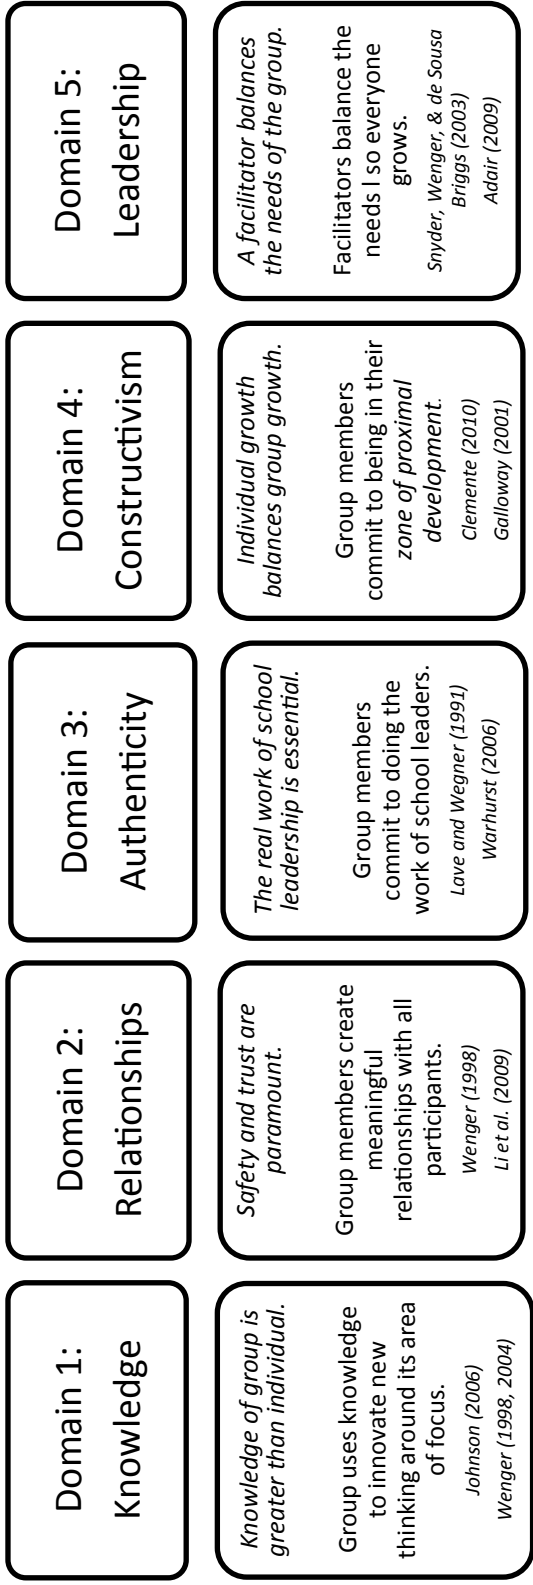 Domain 1:
Knowledge
Knowledge of group is
greater than individual.
Group uses knowledge
to innovate new
thinking around its area
of focus.
Johnson (2006)
Wenger (1998, 2004)
Domain 2:
Relationships
Safety and trust are
paramount.
Group members create
meaningful
relationships with all
participants.
Wenger (1998)
Li et al. (2009)
Domain 3:
Authenticity
The real work of school
leadership is essential.
Group members
commit to doing the
work of school leaders.
Lave and Wegner (1991)
Warhurst (2006)
Domain 4:
Constructivism
Individual growth
balances group growth.
Group members
commit to being in their
zone of proximal
development.
Clemente (2010)
Galloway (2001)
Domain 5:
Leadership
A facilitator balances
the needs of the group.
Facilitators balance the
needs l so everyone
grows.
Snyder, Wenger, & de Sousa
Briggs (2003)
Adair (2009)